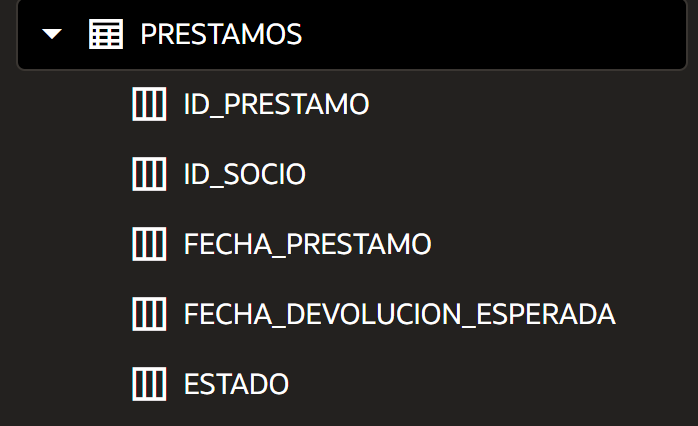 PRESTAMOS
ID_PRESTAMO
ID_SOCIO
FECHA_PRESTAMO
FECHA_DEVOLUCION_ESPERADA
ESTADO